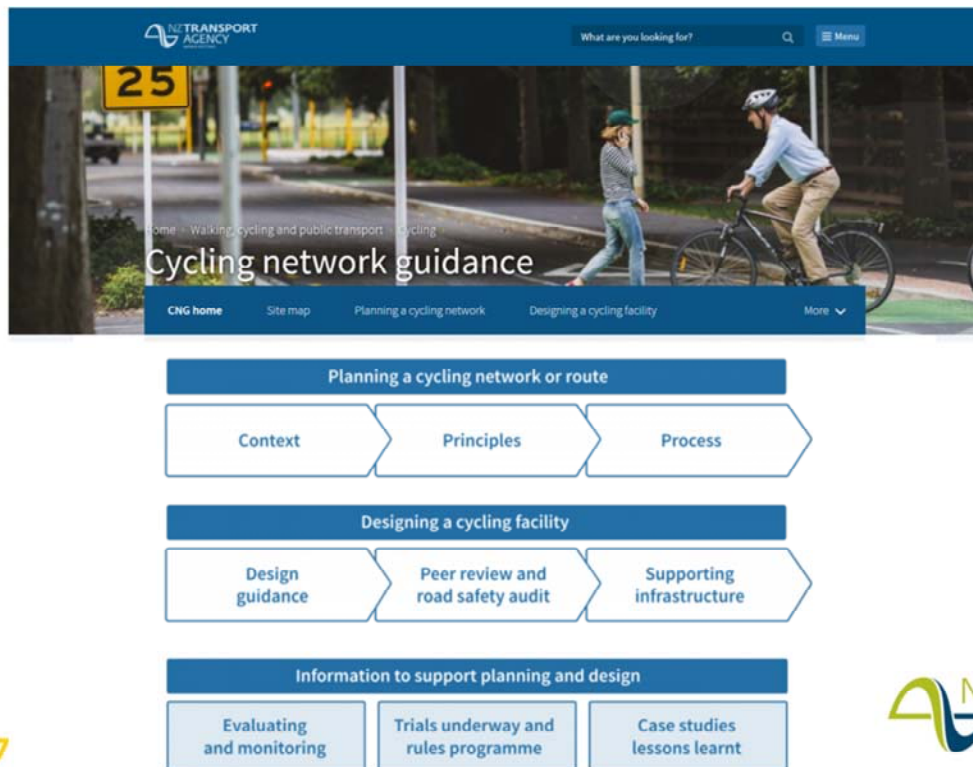 NZ TRANSPORT
AGENCY
What are you looking for?
Menu
25
Home Walking, cycling and public transport Cycling
Cycling network guidance
CNG home Site map Planning a cycling network Designing a cycling facility More
Planning a cycling network or route
Context Principles Process
Designing a cycling facility
Design
guidance
Peer review and
road safety audit
Supporting
infrastructure
Information to support planning and design
Evaluating
and monitoring
Trials underway and
rules programme
Case studies
lessons learnt
N
7